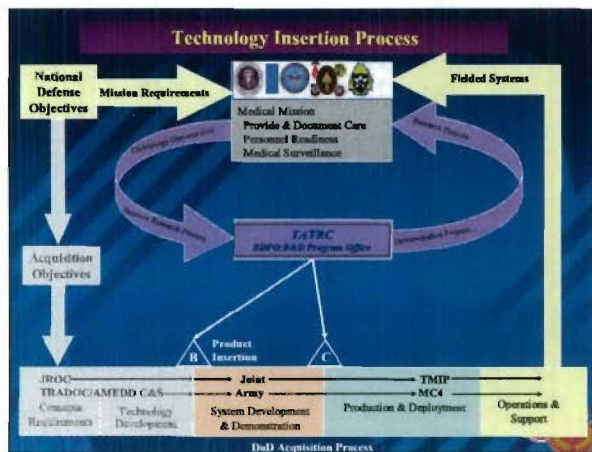 Technology Insertion Process
National
Defense
Objectives
Mission Requirements
Fielded Systems
Medical Mission
Provide & Document Care
Personnel Readiness
Medical Surveillance
TATRC
Program Office
Acquisition
Objectives
Product
Insertion
B
C
JROC
Joint
TMIP
TRADOC/AMEDD C&S
Army
MC4
Concepts
Requirements
Technology
Development
System Development
& Demonstration
Production & Deployment
Operations &
Support
DoD Acquisition Process